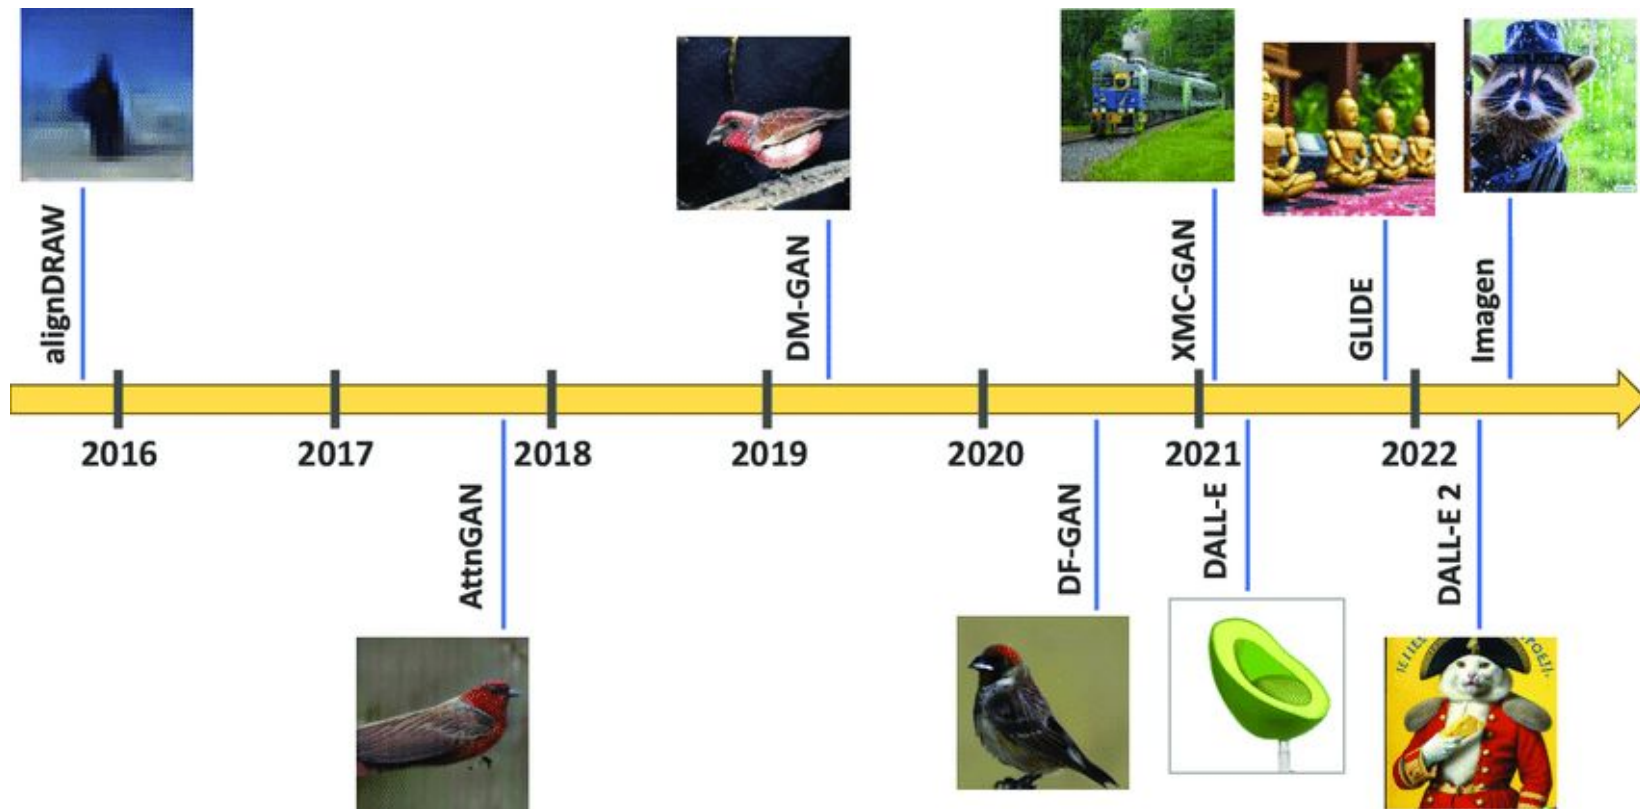 alignDRAW
DM-GAN
XMC-GAN
GLIDE
Imagen
2016
2017
2018
2019
2020
2021
2022
AttnGAN
DF-GAN
DALL-E
DALL-E 2